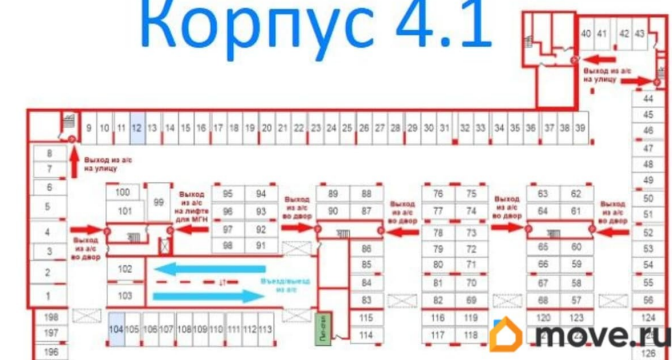 Корпус 4.1
40 41 42 43
Выход из а/с
на улицу
44
45
46
47
48
49
50
51
52
53
54
55
56
124
125
126
9 10 11 12 13 14 15 16 17 18 19 20 21 22 23 24 25 26 27 28 29 30 31 32 33 34 35 36 37 38 39
8
7
6
5
4
3
2
1
198
197
196
Выход из а/с
на улицу
100
101
99
Выход
из а/с
на лифте
для МГН
95 94
96 93
97 92
98 91
Выход
из а/с
во двор
89 88
90 87
Выход
из а/с
во двор
76 75
77 74
78 73
79 72
Выход
из а/с
во двор
63 62
64 61
Выход
из а/с
во двор
Выход
из а/с
во двор
102
103
Въезд/выезд
из а/с
86
85
84
83
80 71
81 70
82 69
65 60
66 59
67 58
68 57
104 105 106 107 108 109 110 111 112 113
115
114
116 117
119 118
120 123
121 122
move.ru